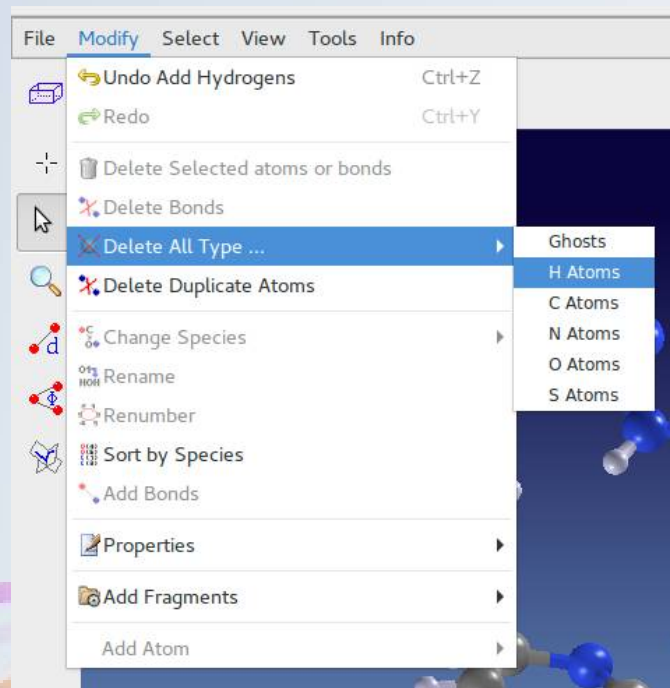 File Modify Select View Tools Info
Undo Add Hydrogens Ctrl+Z
Redo Ctrl+Y
Delete Selected atoms or bonds
Delete Bonds
Delete All Type ...
Ghosts
H Atoms
C Atoms
N Atoms
O Atoms
S Atoms
Delete Duplicate Atoms
Change Species
Rename
Renumber
Sort by Species
Add Bonds
Properties
Add Fragments
Add Atom
d
Φ